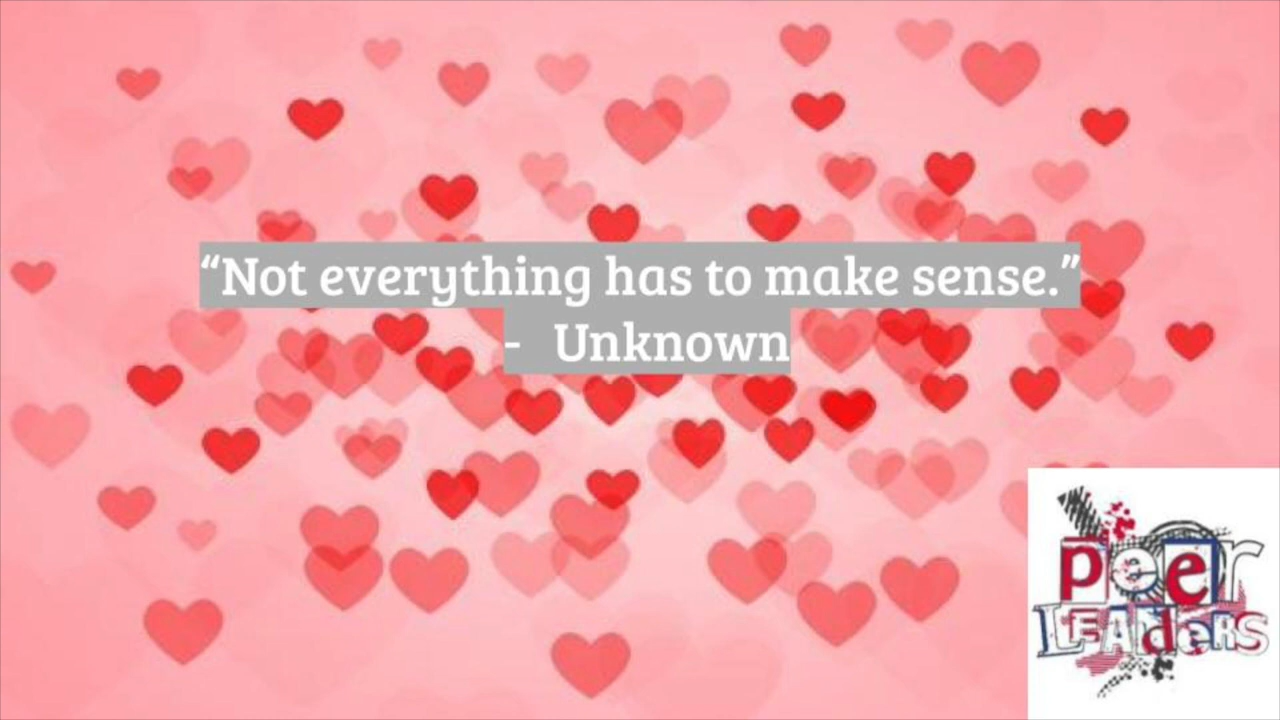 “Not everything has to make sense.”
- Unknown
peer
LEAdeRS